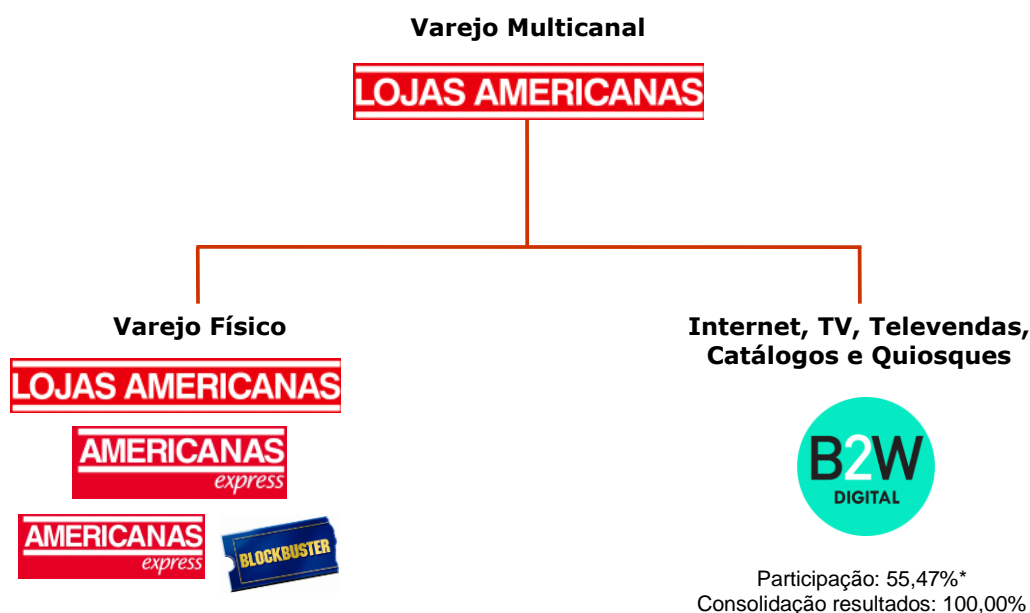 Varejo Multicanal
LOJAS AMERICANAS
Varejo Físico
LOJAS AMERICANAS
AMERICANAS
express
AMERICANAS
express
BLOCKBUSTER
Internet, TV, Televendas,
Catálogos e Quiosques
B2W
DIGITAL
Participação: 55,47%*
Consolidação resultados: 100,00%